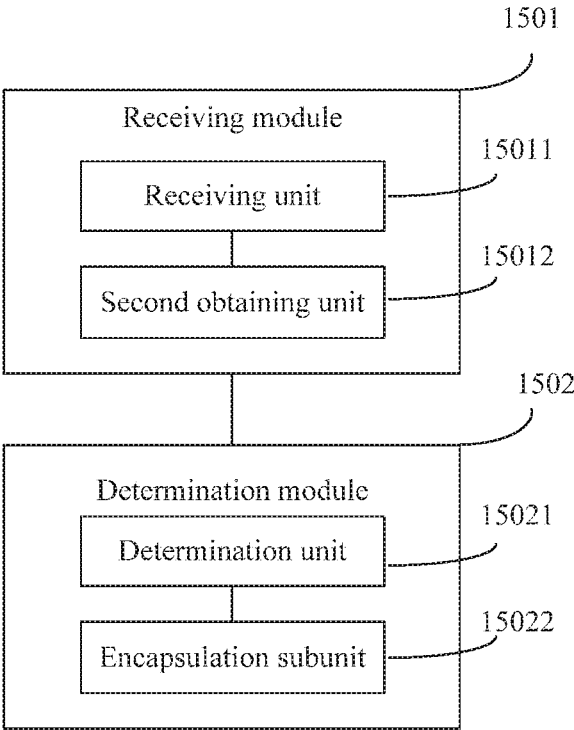 1501
Receiving module
15011
Receiving unit
15012
Second obtaining unit
1502
Determination module
15021
Determination unit
15022
Encapsulation subunit